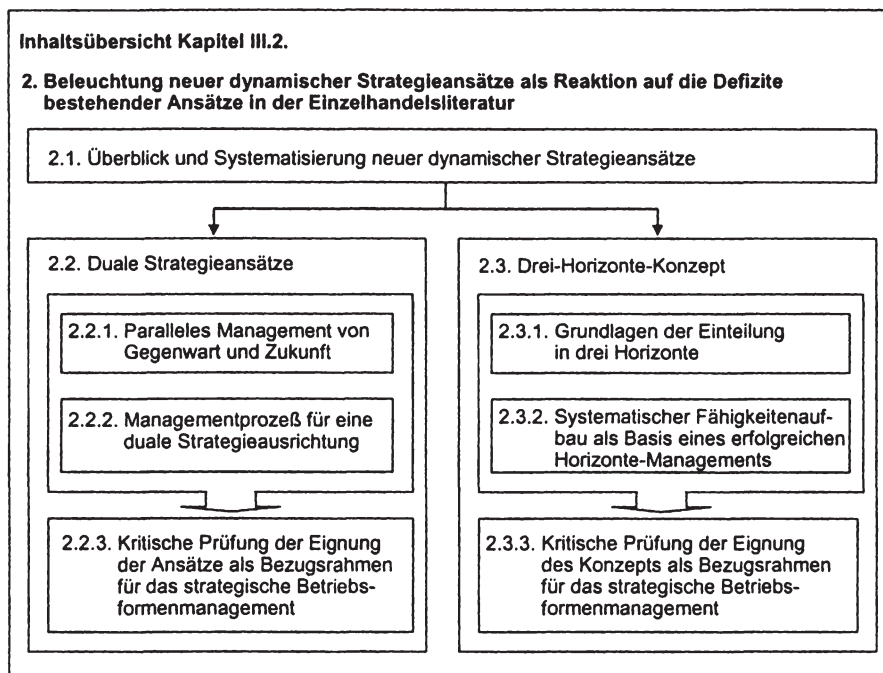 Inhaltsübersicht Kapitel III.2.
2. Beleuchtung neuer dynamischer Strategieansätze als Reaktion auf die Defizite
bestehender Ansätze in der Einzelhandelsliteratur
2.1. Überblick und Systematisierung neuer dynamischer Strategieansätze
2.2. Duale Strategieansätze
2.2.1. Paralleles Management von
Gegenwart und Zukunft
2.2.2. Managementprozeß für eine
duale Strategieausrichtung
2.2.3. Kritische Prüfung der Eignung
der Ansätze als Bezugsrahmen
für das strategische Betriebs-
formenmanagement
2.3. Drei-Horizonte-Konzept
2.3.1. Grundlagen der Einteilung
in drei Horizonte
2.3.2. Systematischer Fähigkeitenauf-
bau als Basis eines erfolgreichen
Horizonte-Managements
2.3.3. Kritische Prüfung der Eignung
des Konzepts als Bezugsrahmen
für das strategische Betriebs-
formenmanagement